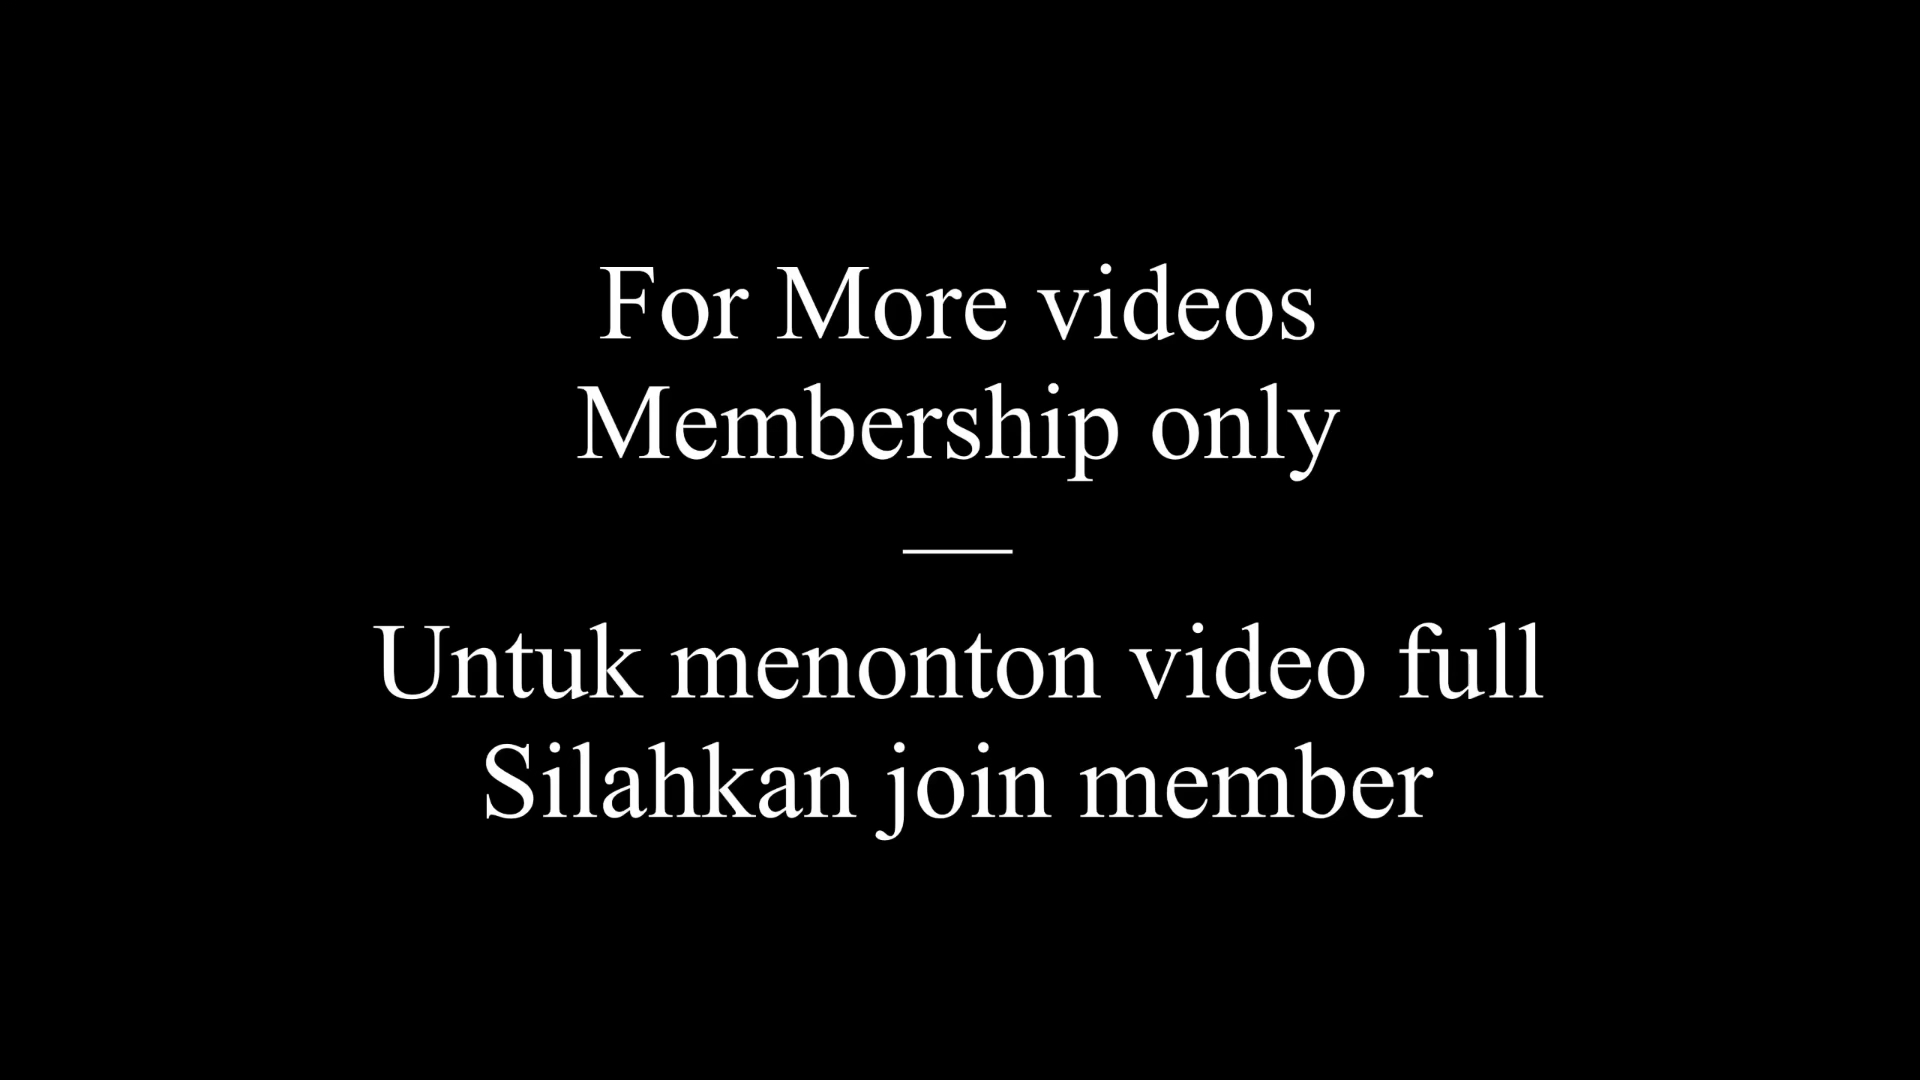 For More videos
Membership only
—
Untuk menonton video full
Silahkan join member